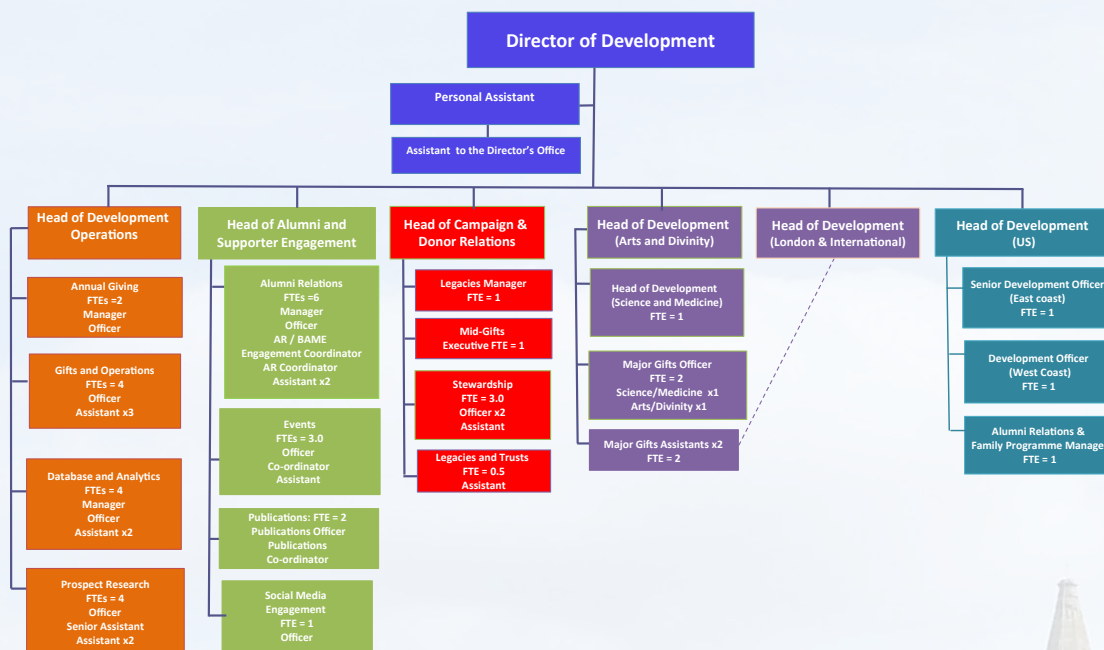 Director of Development
Personal Assistant
Assistant to the Director's Office
Head of Development
Operations
Annual Giving
FTEs =2
Manager
Officer
Gifts and Operations
FTEs = 4
Officer
Assistant x3
Database and Analytics
FTEs = 4
Manager
Officer
Assistant x2
Prospect Research
FTEs = 4
Officer
Senior Assistant
Assistant x2
Head of Alumni and
Supporter Engagement
Alumni Relations
FTEs =6
Manager
Officer
AR / BAME
Engagement Coordinator
AR Coordinator
Assistant x2
Events
FTEs = 3.0
Officer
Co-ordinator
Assistant
Publications: FTE = 2
Publications Officer
Publications
Co-ordinator
Social Media
Engagement
FTE = 1
Officer
Head of Campaign &
Donor Relations
Legacies Manager
FTE = 1
Mid-Gifts
Executive FTE = 1
Stewardship
FTE = 3.0
Officer x2
Assistant
Legacies and Trusts
FTE = 0.5
Assistant
Head of Development
(Arts and Divinity)
Head of Development
(Science and Medicine)
FTE = 1
Major Gifts Officer
FTE = 2
Science/Medicine x1
Arts/Divinity x1
Major Gifts Assistants x2
FTE = 2
Head of Development
(London & International)
Head of Development
(US)
Senior Development Officer
(East coast)
FTE = 1
Development Officer
(West Coast)
FTE = 1
Alumni Relations &
Family Programme Manage
FTE = 1